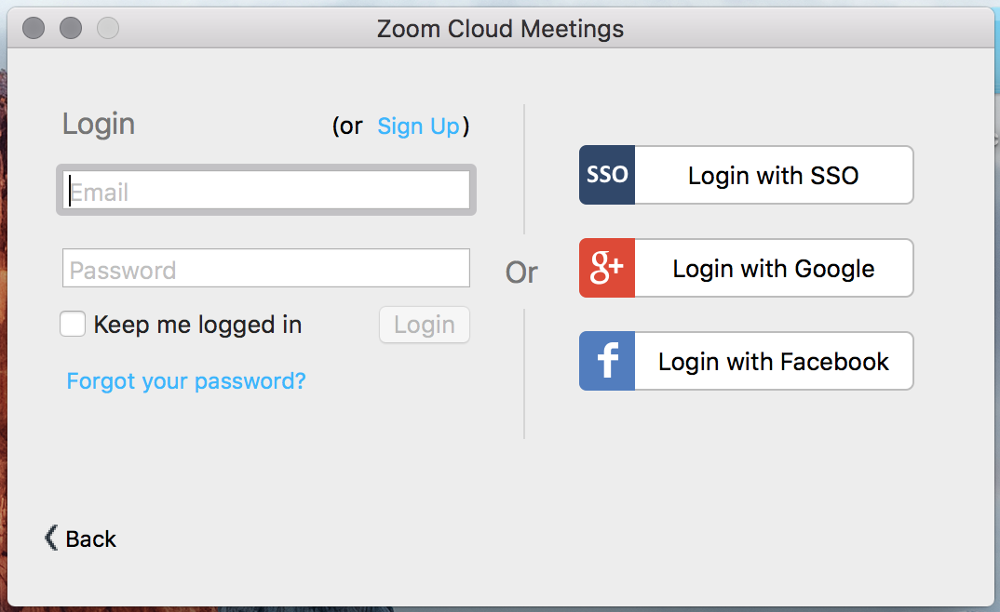 Zoom Cloud Meetings
Login (or Sign Up)
Email
Password
Keep me logged in Login
Forgot your password?
Or
SSO Login with SSO
g+ Login with Google
f Login with Facebook
Back